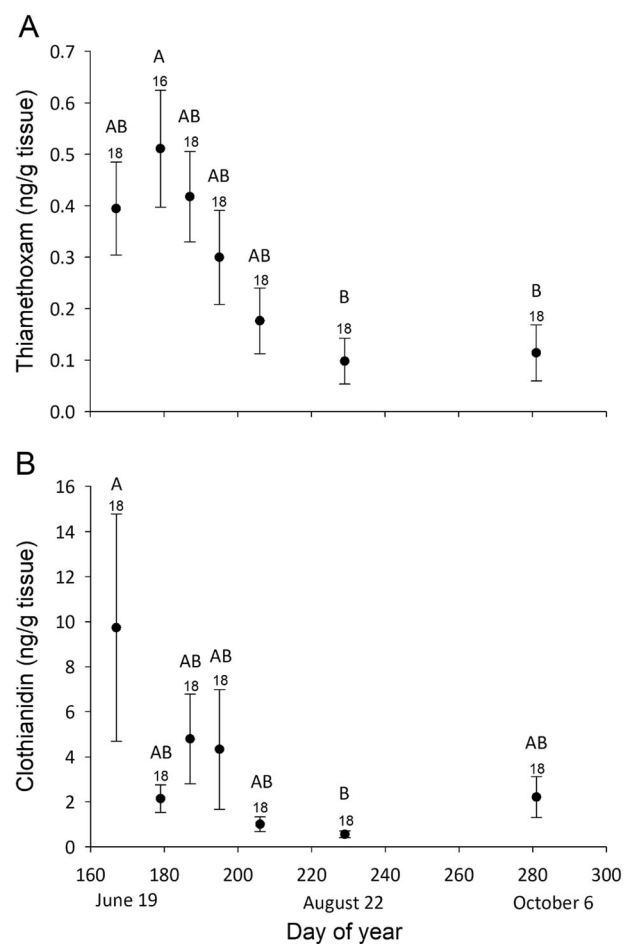 A
Thiamethoxam (ng/g tissue)
0.7
0.6
0.5
0.4
0.3
0.2
0.1
0.0
AB
18
A
16
AB
18
AB
18
AB
18
B
18
B
18
B
Clothianidin (ng/g tissue)
16
14
12
10
8
6
4
2
0
A
18
AB
18
AB
18
AB
18
AB
18
B
18
AB
18
160 180 200 220 240 260 280 300
June 19 August 22 October 6
Day of year